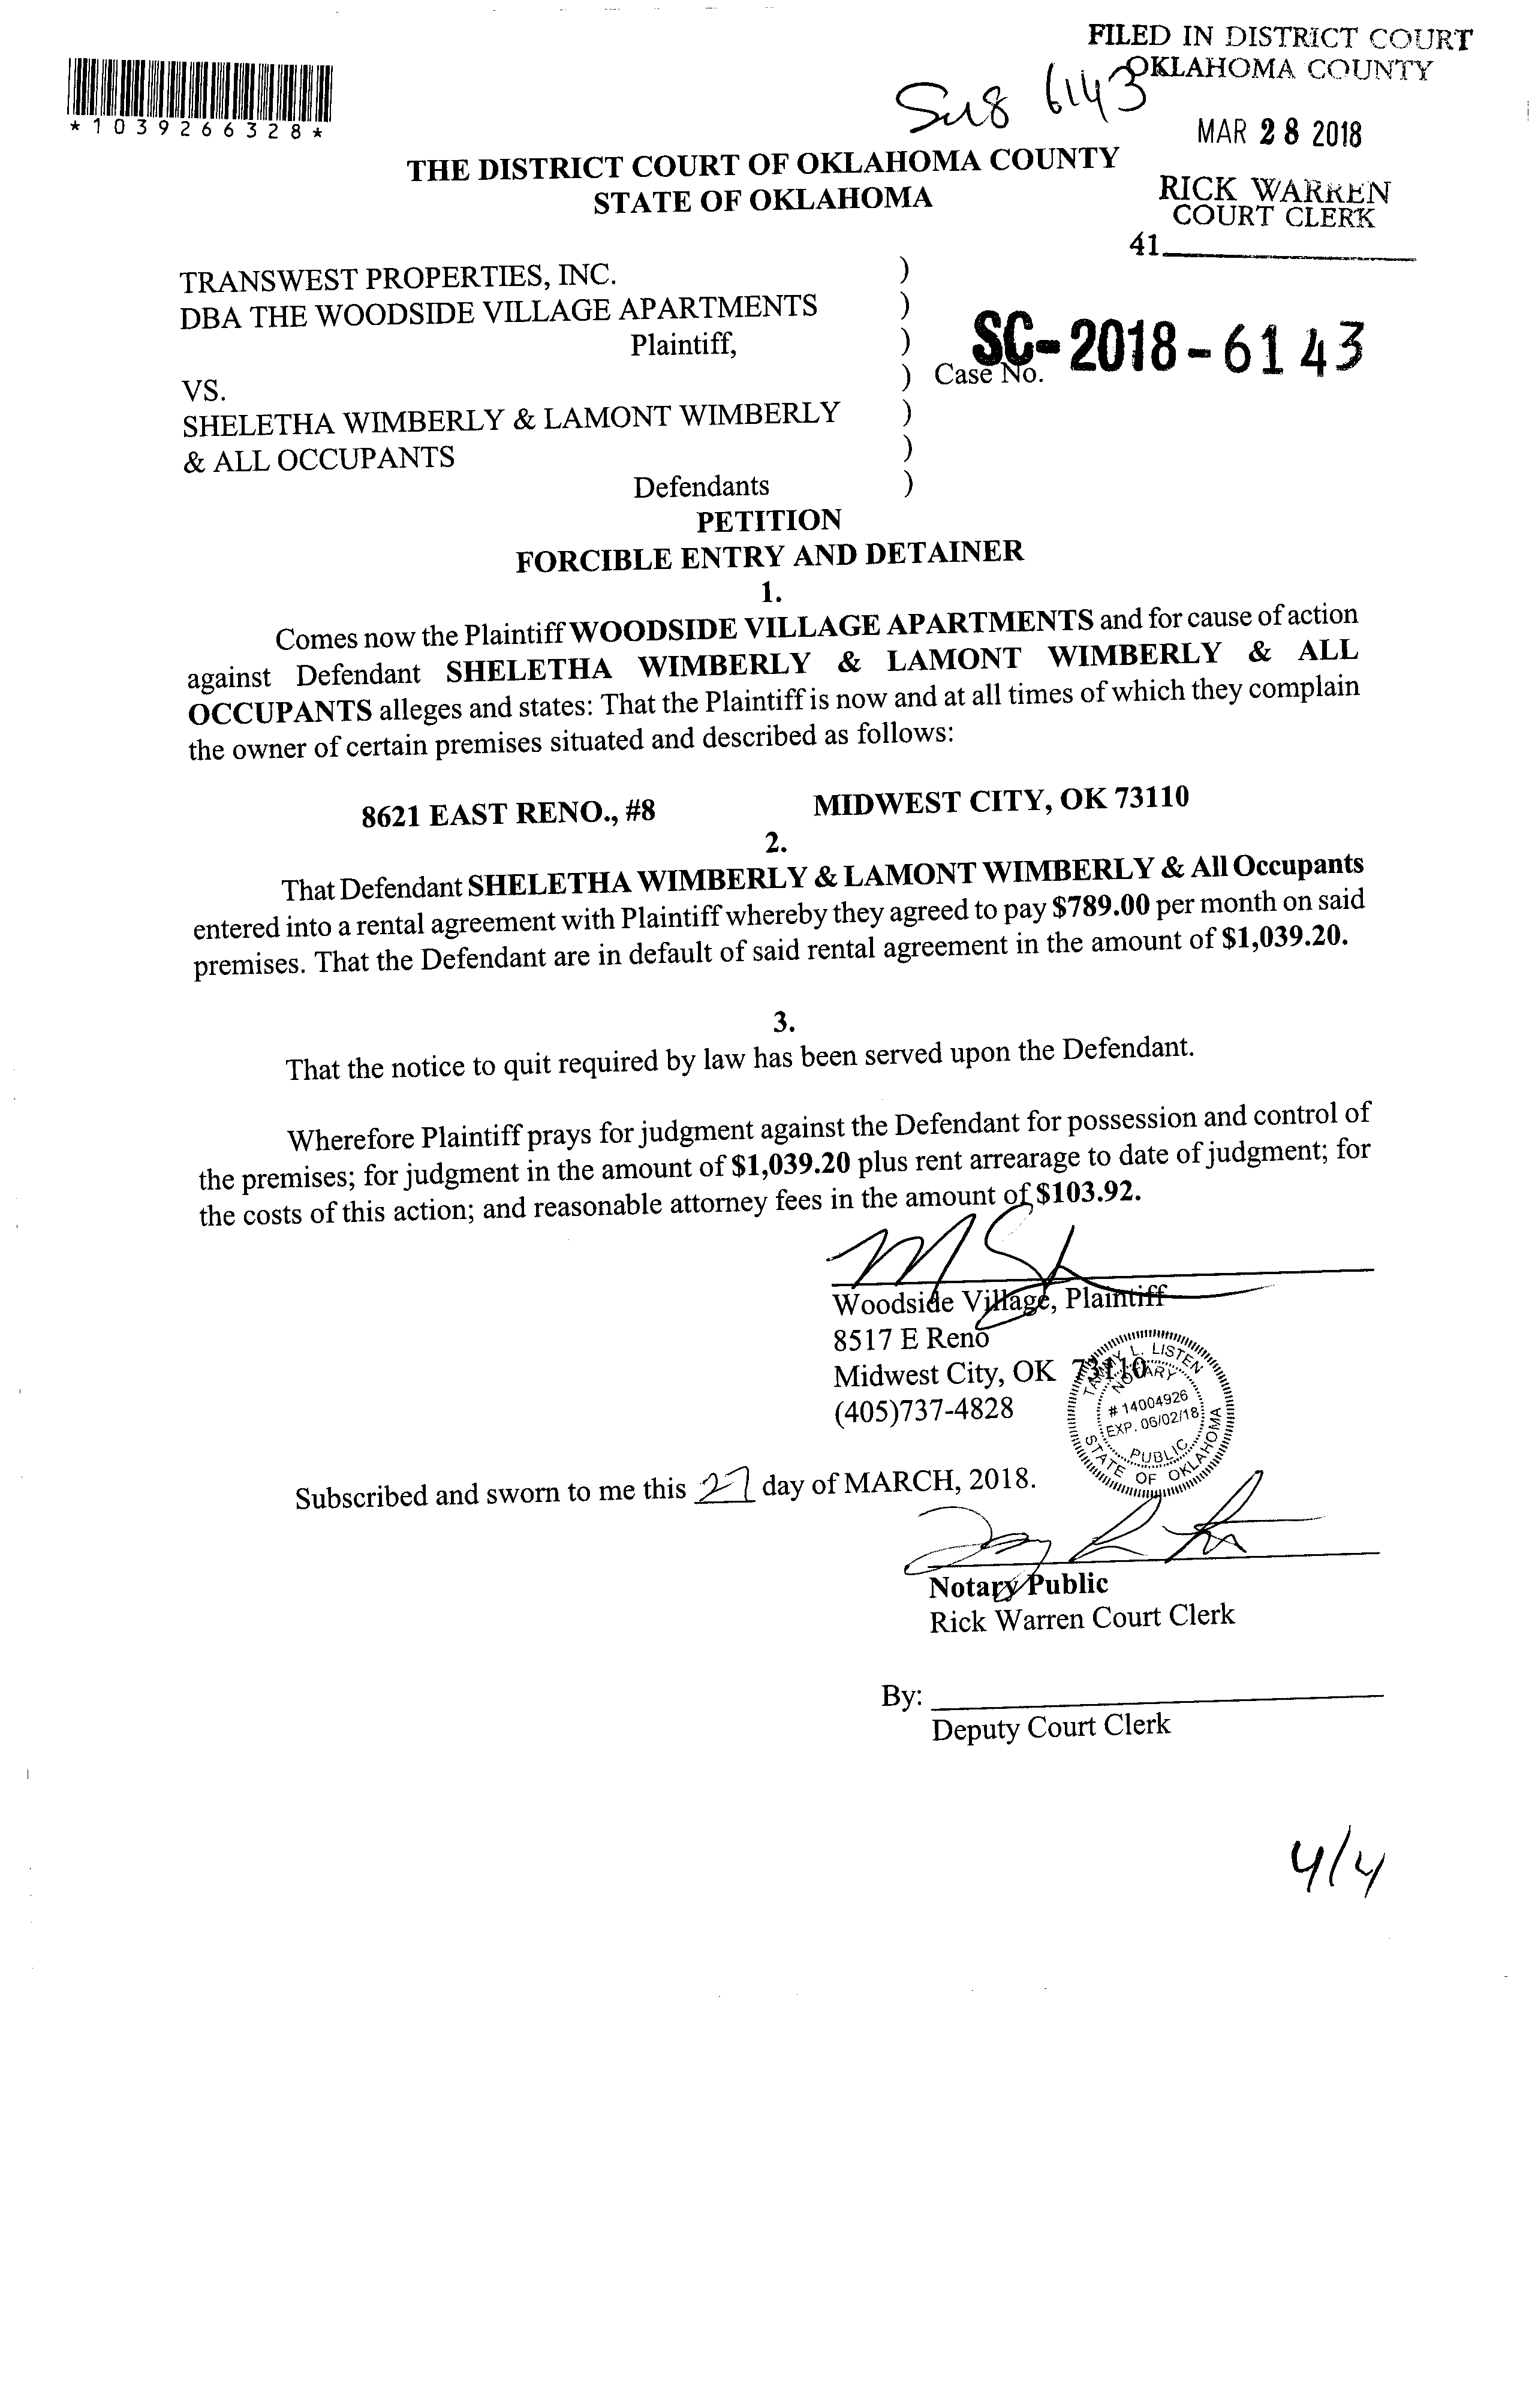 FILED IN DISTRICT COURT
OKLAHOMA COUNTY
6143
*1039266328*
MAR 28 2018
THE DISTRICT COURT OF OKLAHOMA COUNTY
STATE OF OKLAHOMA
RICK WARREN
COURT CLERK
41
TRANSWEST PROPERTIES, INC. )
DBA THE WOODSIDE VILLAGE APARTMENTS )
Plaintiff, )
SC-2018-6143
) Case No.
VS.
SHELETHA WIMBERLY & LAMONT WIMBERLY )
& ALL OCCUPANTS )
Defendants )
PETITION
FORCIBLE ENTRY AND DETAINER
1.
Comes now the Plaintiff WOODSIDE VILLAGE APARTMENTS and for cause of action
against Defendant SHELETHA WIMBERLY & LAMONT WIMBERLY & ALL
OCCUPANTS alleges and states: That the Plaintiff is now and at all times of which they complain
the owner of certain premises situated and described as follows:
8621 EAST RENO., #8 MIDWEST CITY, OK 73110
2.
That Defendant SHELETHA WIMBERLY & LAMONT WIMBERLY & All Occupants
entered into a rental agreement with Plaintiff whereby they agreed to pay $789.00 per month on said
premises. That the Defendant are in default of said rental agreement in the amount of $1,039.20.
3.
That the notice to quit required by law has been served upon the Defendant.
Wherefore Plaintiff prays for judgment against the Defendant for possession and control of
the premises; for judgment in the amount of $1,039.20 plus rent arrearage to date of judgment; for
the costs of this action; and reasonable attorney fees in the amount of $103.92.
Woodside Village, Plaintiff
8517 E Reno
Midwest City, OK 73110
(405)737-4828
TAMMY L. LISTEN
NOTARY
# 14004926
EXP. 06/02/18
PUBLIC
STATE OF OKLAHOMA
Subscribed and sworn to me this 27 day of MARCH, 2018.
Notary Public
Rick Warren Court Clerk
By:
Deputy Court Clerk
4/4